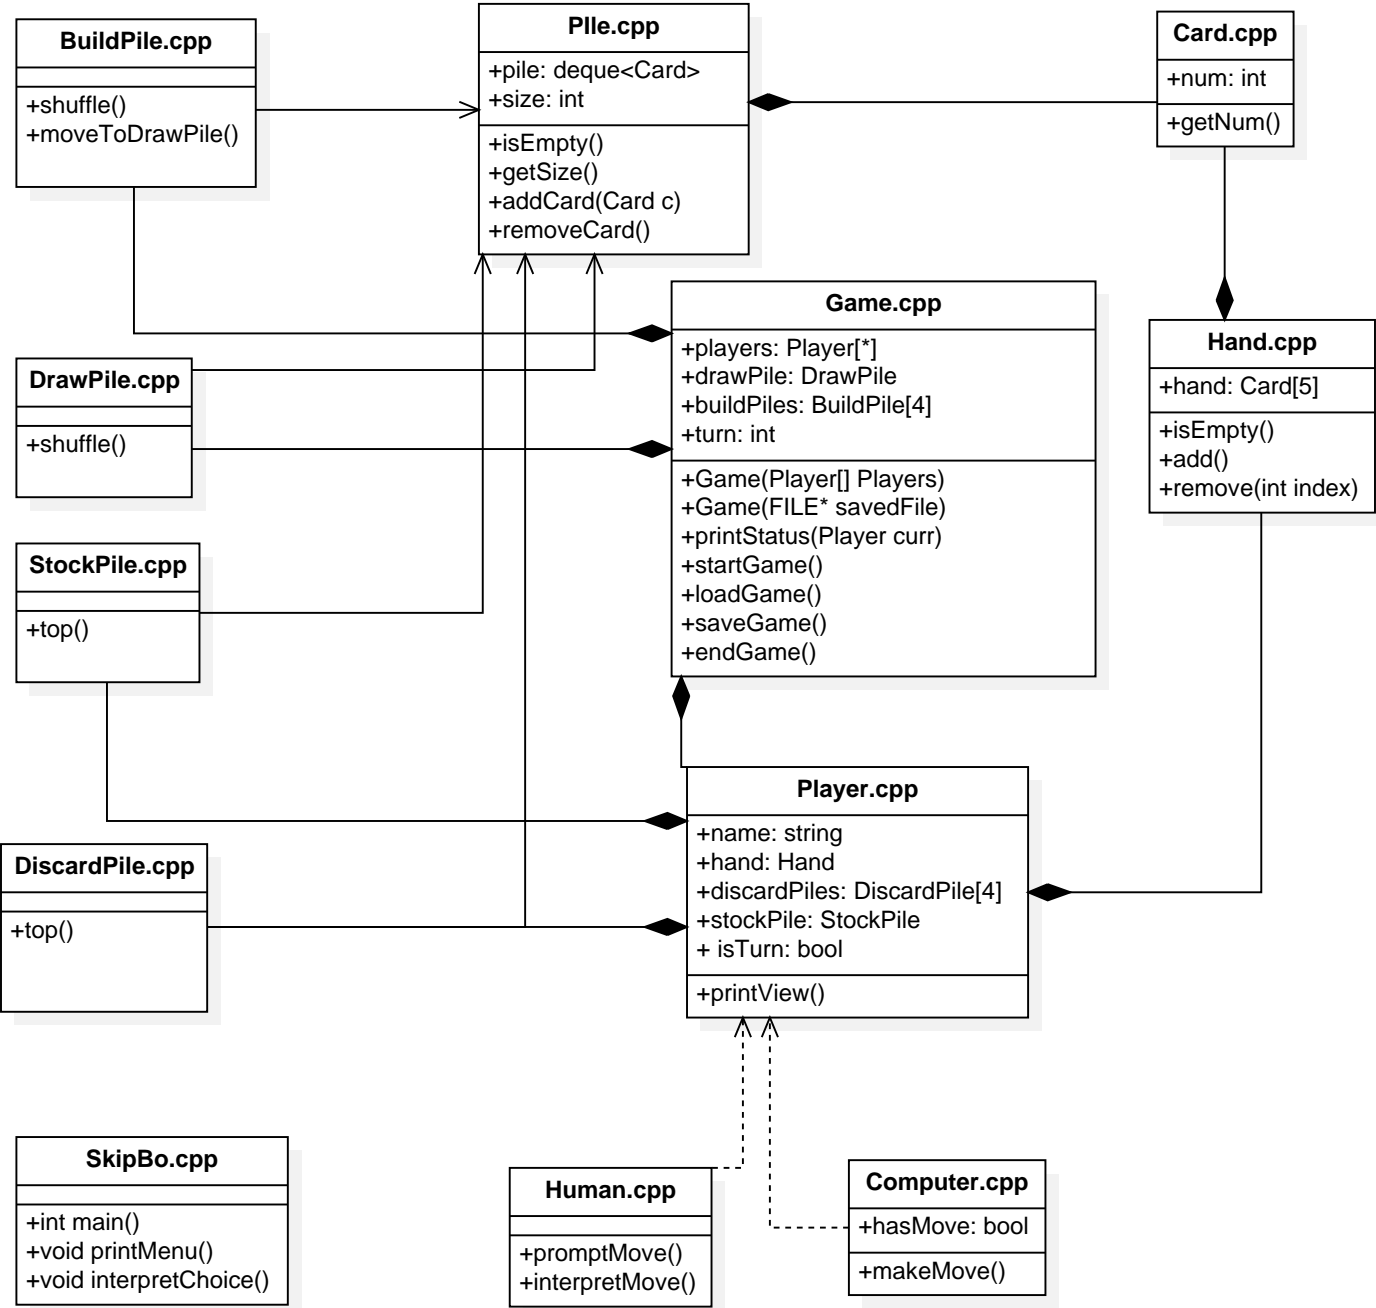 BuildPile.cpp
+shuffle()
+moveToDrawPile()
PIle.cpp
+pile: deque<Card>
+size: int
+isEmpty()
+getSize()
+addCard(Card c)
+removeCard()
Card.cpp
+num: int
+getNum()
Game.cpp
+players: Player[*]
+drawPile: DrawPile
+buildPiles: BuildPile[4]
+turn: int
+Game(Player[] Players)
+Game(FILE* savedFile)
+printStatus(Player curr)
+startGame()
+loadGame()
+saveGame()
+endGame()
Hand.cpp
+hand: Card[5]
+isEmpty()
+add()
+remove(int index)
DrawPile.cpp
+shuffle()
StockPile.cpp
+top()
Player.cpp
+name: string
+hand: Hand
+discardPiles: DiscardPile[4]
+stockPile: StockPile
+ isTurn: bool
+printView()
DiscardPile.cpp
+top()
SkipBo.cpp
+int main()
+void printMenu()
+void interpretChoice()
Human.cpp
+promptMove()
+interpretMove()
Computer.cpp
+hasMove: bool
+makeMove()